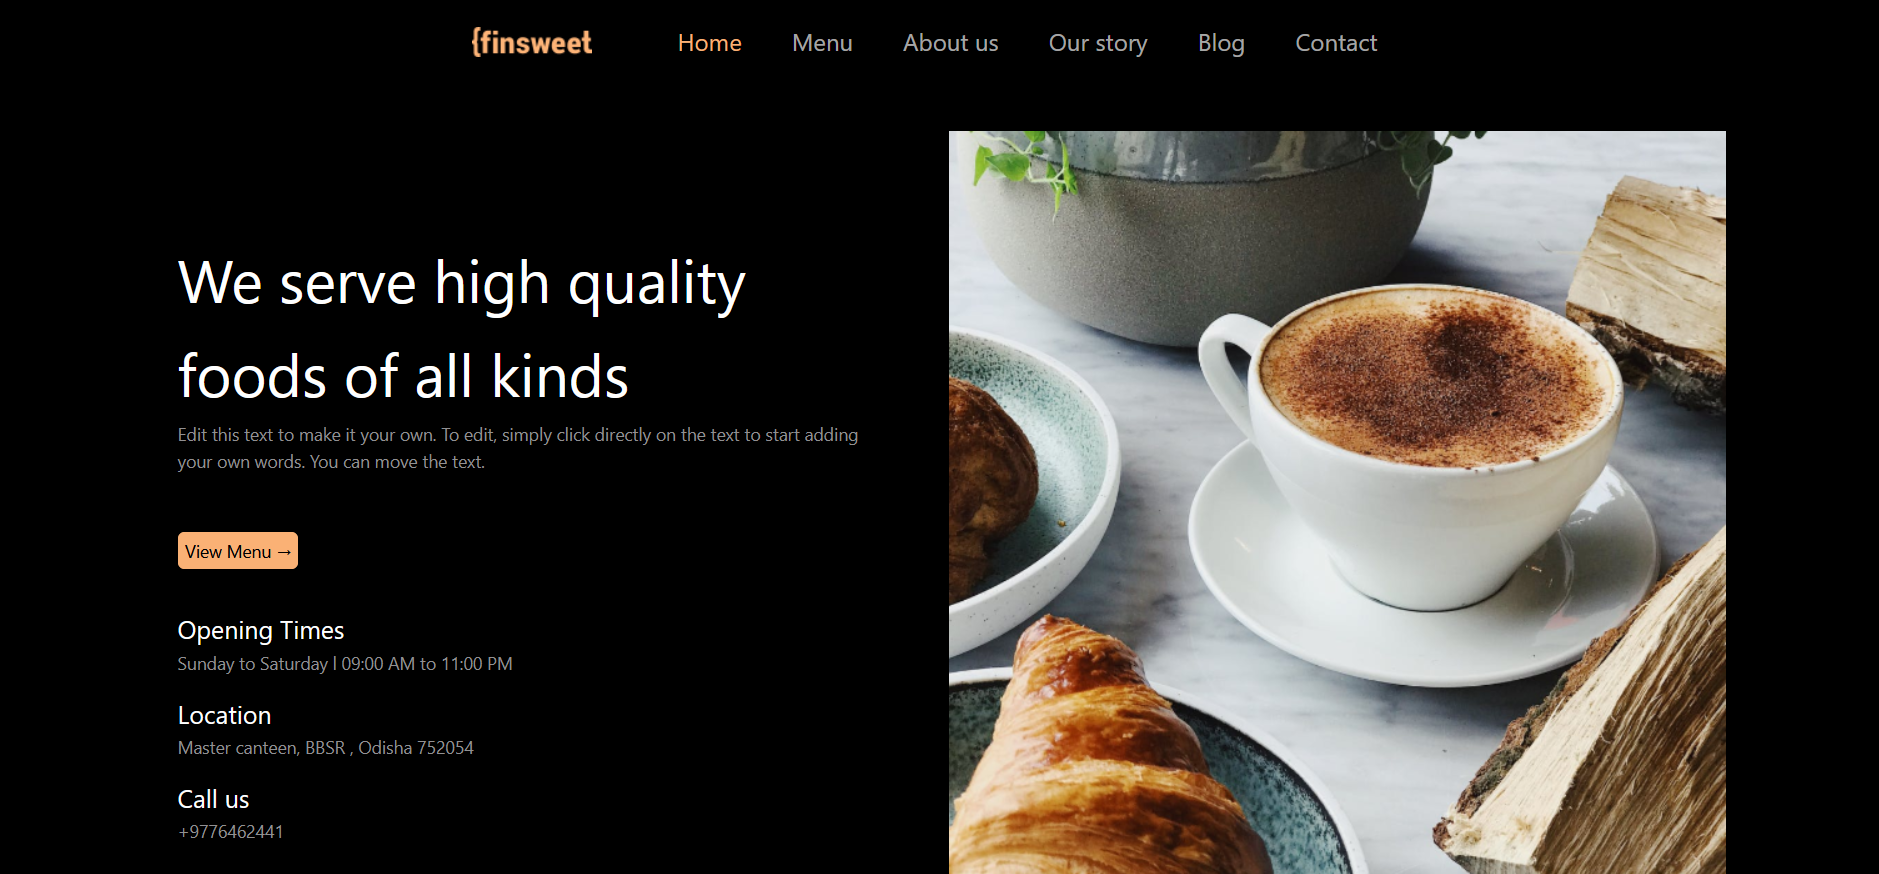 {finsweet
Home Menu About us Our story Blog Contact
We serve high quality
foods of all kinds
Edit this text to make it your own. To edit, simply click directly on the text to start adding
your own words. You can move the text.
View Menu →
Opening Times
Sunday to Saturday l 09:00 AM to 11:00 PM
Location
Master canteen, BBSR , Odisha 752054
Call us
+9776462441